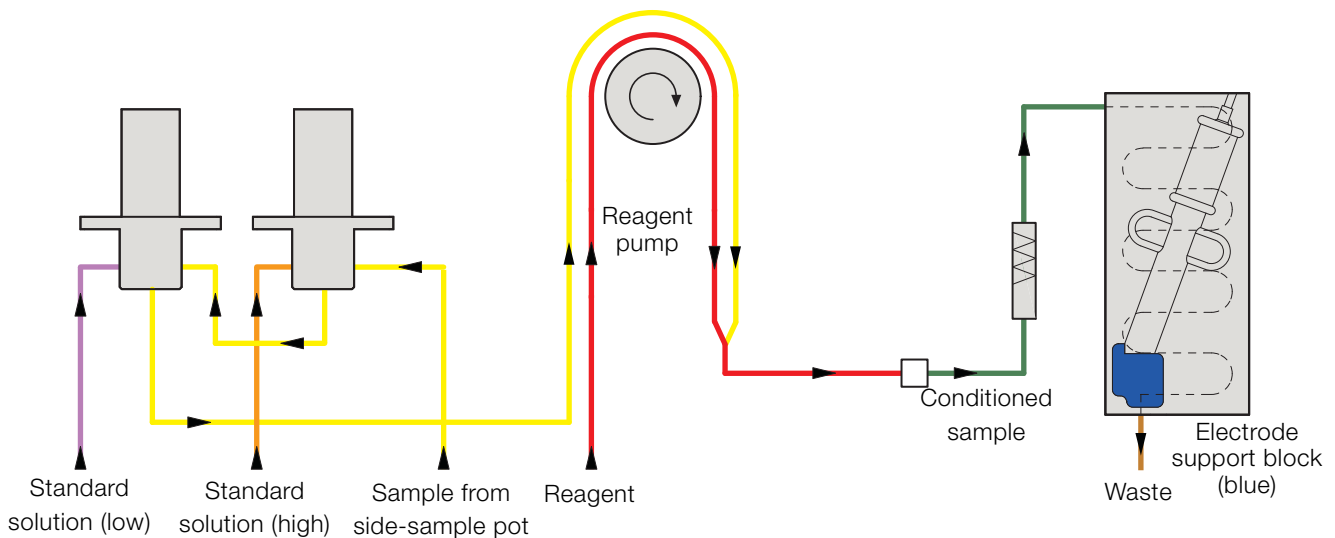 Reagent
pump
Conditioned
sample
Electrode
support block
(blue)
Waste
Standard
solution (low)
Standard
solution (high)
Sample from
side-sample pot
Reagent